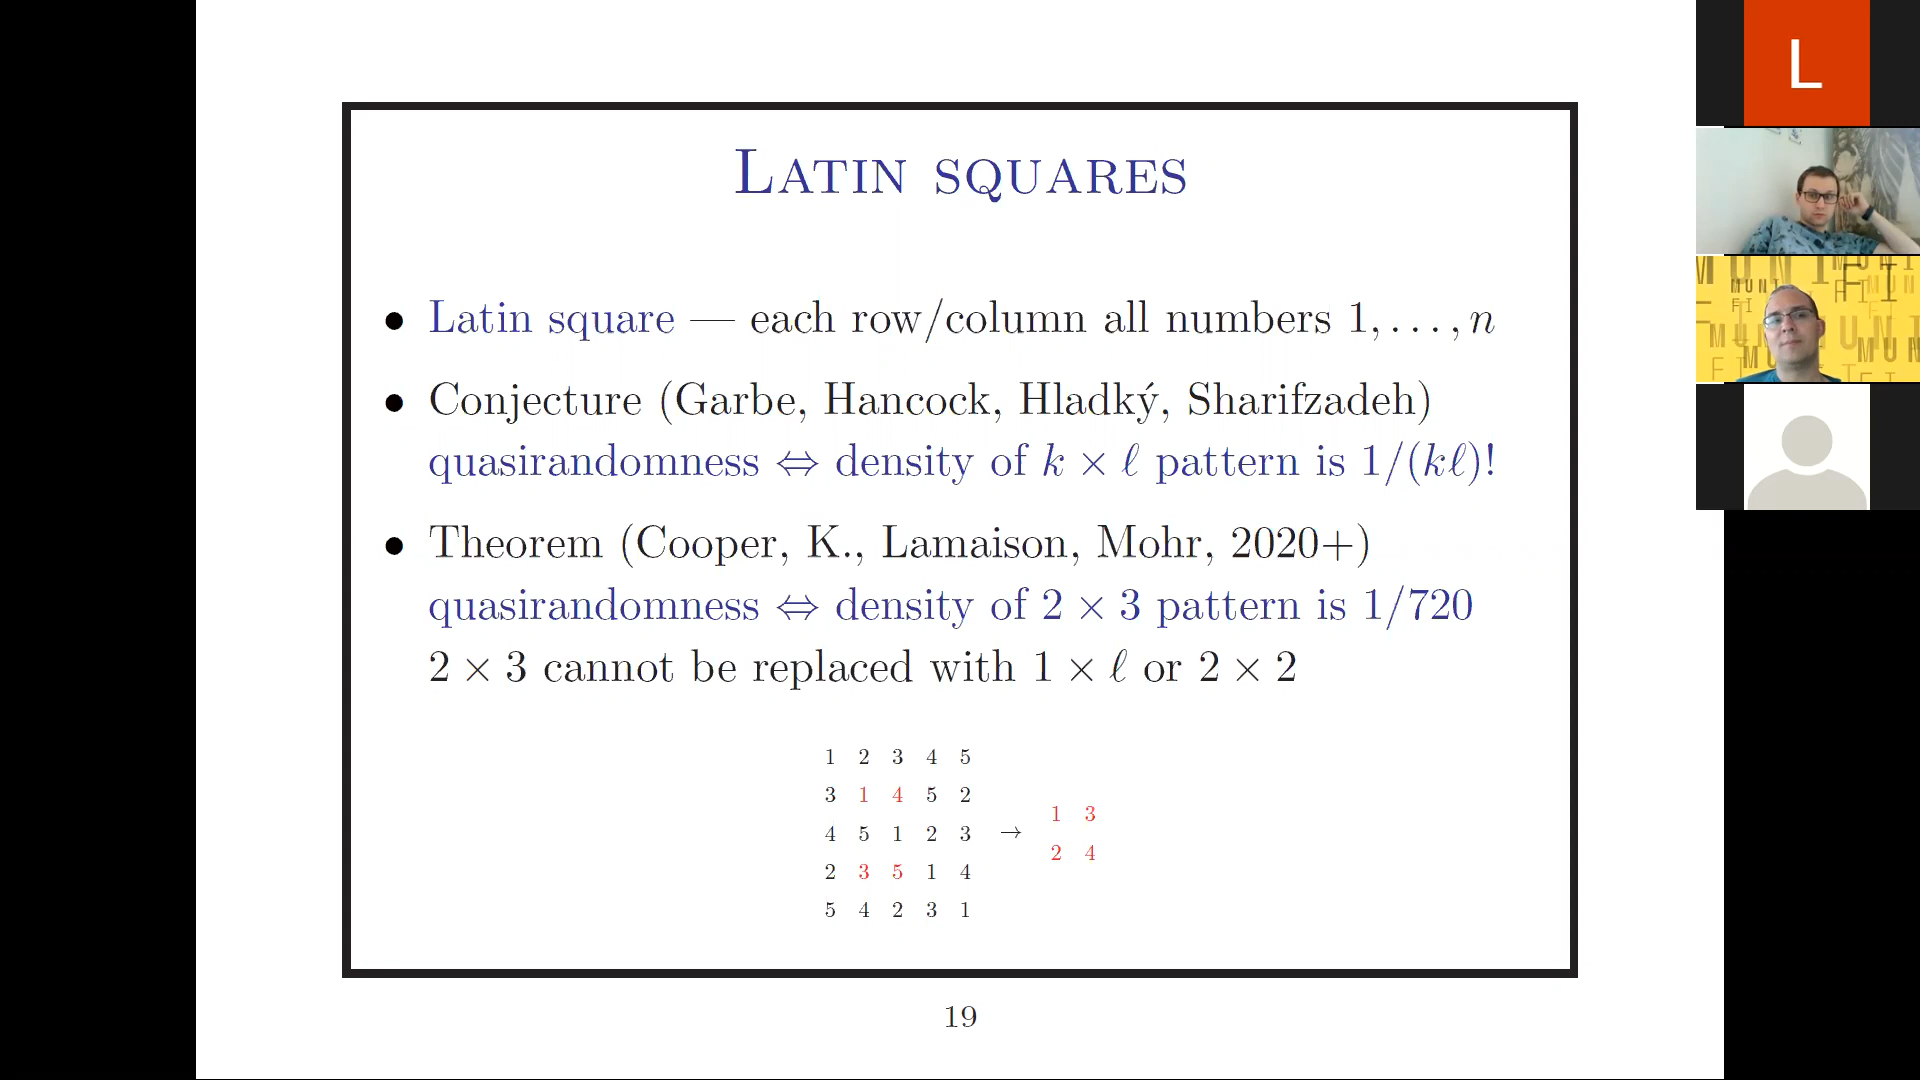 Latin squares
• Latin square — each row/column all numbers 1, . . . , n
• Conjecture (Garbe, Hancock, Hladký, Sharifzadeh)
quasirandomness ⇔ density of k × ℓ pattern is 1/(kℓ)!
• Theorem (Cooper, K., Lamaison, Mohr, 2020+)
quasirandomness ⇔ density of 2 × 3 pattern is 1/720
2 × 3 cannot be replaced with 1 × ℓ or 2 × 2
1 2 3 4 5
3 1 4 5 2
4 5 1 2 3
2 3 5 1 4
5 4 2 3 1
→
1 3
2 4
19
L
MUNI
FI